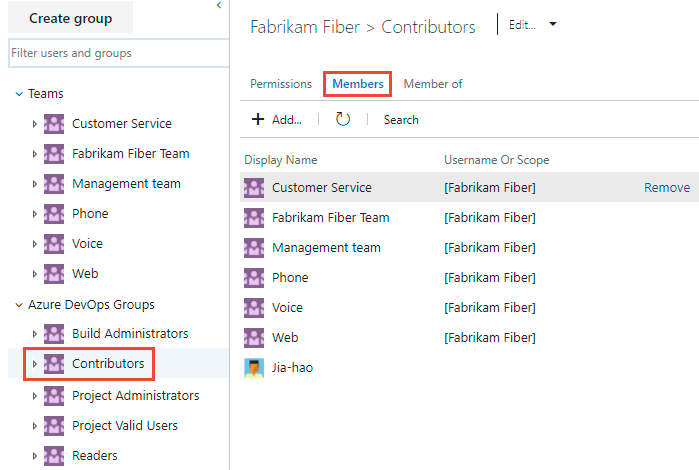 Create group
Filter users and groups
Teams
Customer Service
Fabrikam Fiber Team
Management team
Phone
Voice
Web
Azure DevOps Groups
Build Administrators
Contributors
Project Administrators
Project Valid Users
Readers
Fabrikam Fiber > Contributors Edit...
Permissions Members Member of
+ Add... Search
Display Name Username Or Scope
Customer Service [Fabrikam Fiber] Remove
Fabrikam Fiber Team [Fabrikam Fiber]
Management team [Fabrikam Fiber]
Phone [Fabrikam Fiber]
Voice [Fabrikam Fiber]
Web [Fabrikam Fiber]
Jia-hao